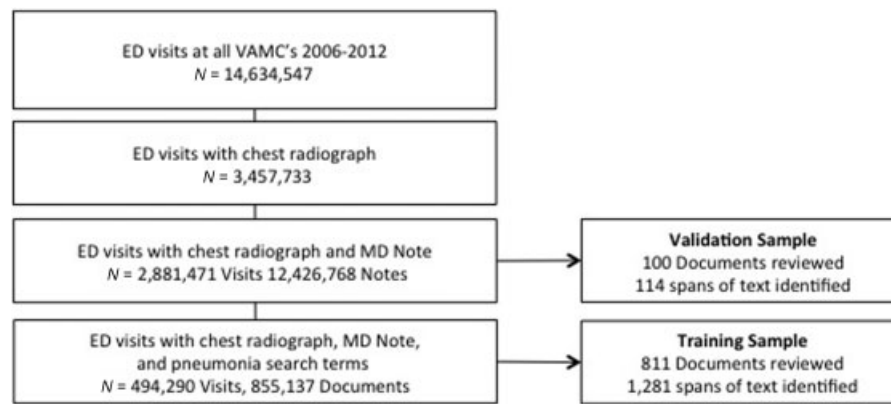 ED visits at all VAMC's 2006-2012
N = 14,634,547
ED visits with chest radiograph
N = 3,457,733
ED visits with chest radiograph and MD Note
N = 2,881,471 Visits 12,426,768 Notes
Validation Sample
100 Documents reviewed
114 spans of text identified
ED visits with chest radiograph, MD Note,
and pneumonia search terms
N = 494,290 Visits, 855,137 Documents
Training Sample
811 Documents reviewed
1,281 spans of text identified